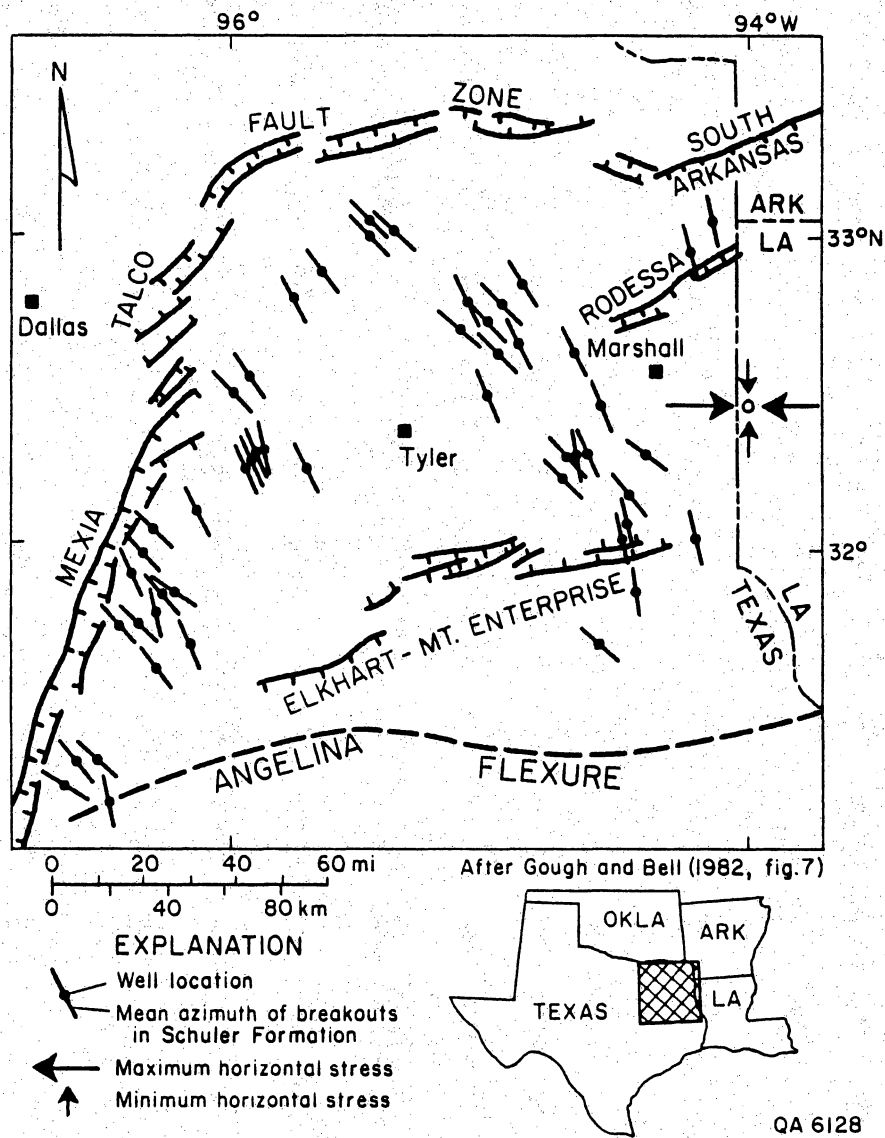 96°
94° W
N
FAULT
ZONE
SOUTH
ARKANSAS
ARK
LA
33° N
TALCO
RODESSA
Dallas
Marshall
Tyler
MEXIA
32°
ELKHART - MT. ENTERPRISE
LA
TEXAS
ANGELINA
FLEXURE
0 20 40 60 mi
After Gough and Bell (1982, fig.7)
0 40 80 km
EXPLANATION
Well location
Mean azimuth of breakouts
in Schuler Formation
Maximum horizontal stress
Minimum horizontal stress
OKLA
ARK
TEXAS
LA
QA 6128